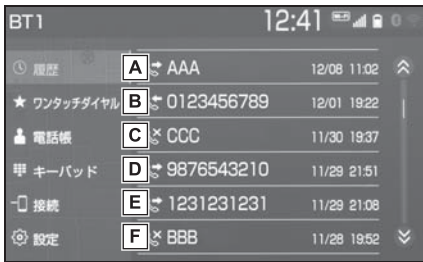 BT1 12:41
履歴 A AAA 12/08 11:02
ワンタッチダイヤル B 0123456789 12/01 19:22
電話帳 C CCC 11/30 19:37
キーパッド D 9876543210 11/29 21:51
接続 E 1231231231 11/29 21:08
設定 F BBB 11/28 19:52